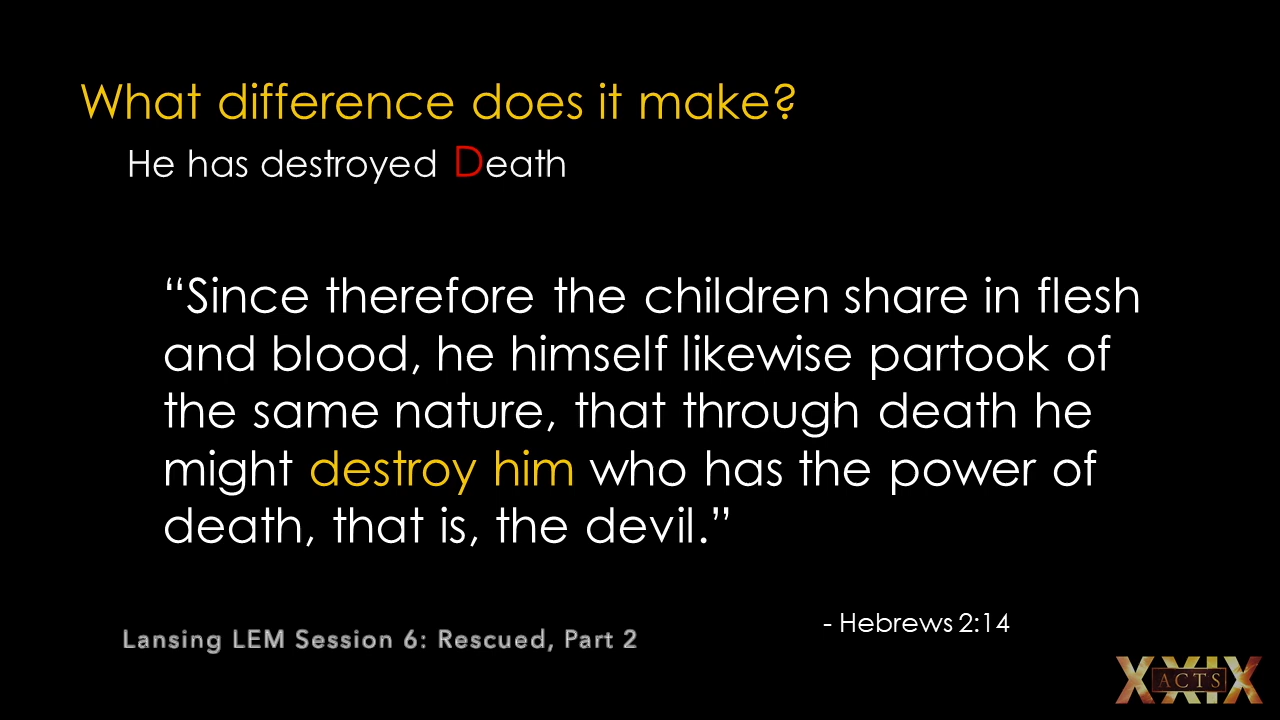 What difference does it make?
He has destroyed Death
“Since therefore the children share in flesh
and blood, he himself likewise partook of
the same nature, that through death he
might destroy him who has the power of
death, that is, the devil.”
- Hebrews 2:14
Lansing LEM Session 6: Rescued, Part 2
XXIX
ACTS